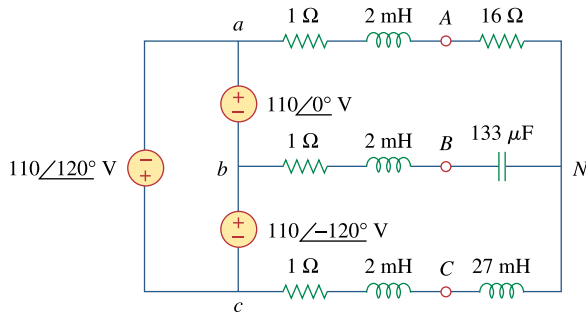 1 Ω 2 mH A 16 Ω
a
+
−
110/0° V
133 μF
1 Ω 2 mH B
−
+
110/120° V
b
N
+
−
110/−120° V
1 Ω 2 mH C 27 mH
c